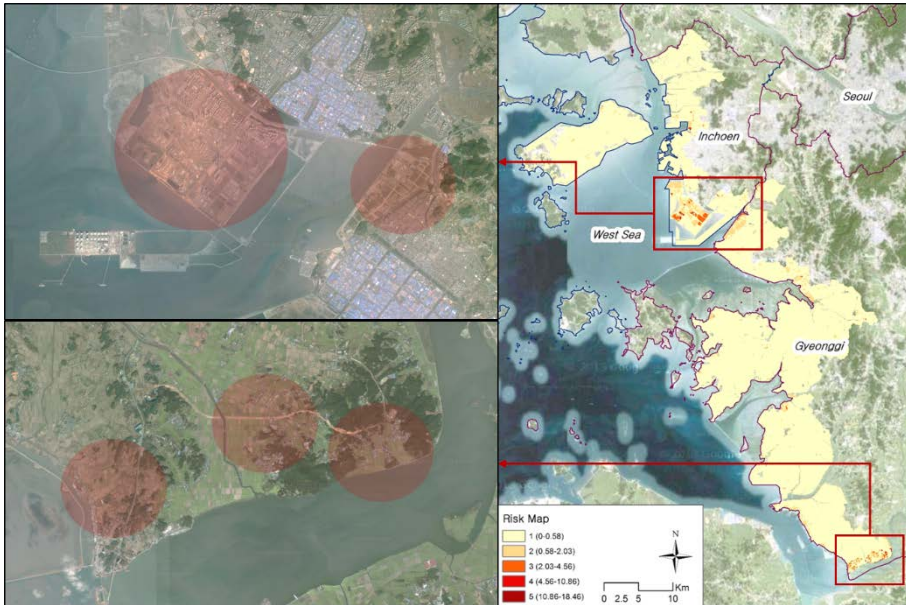 Seoul
Inchoen
West Sea
Gyeonggi
Risk Map
1 (0-0.58)
2 (0.58-2.03)
3 (2.03-4.56)
4 (4.56-10.86)
5 (10.86-18.46)
N
Km
0 2.5 5 10